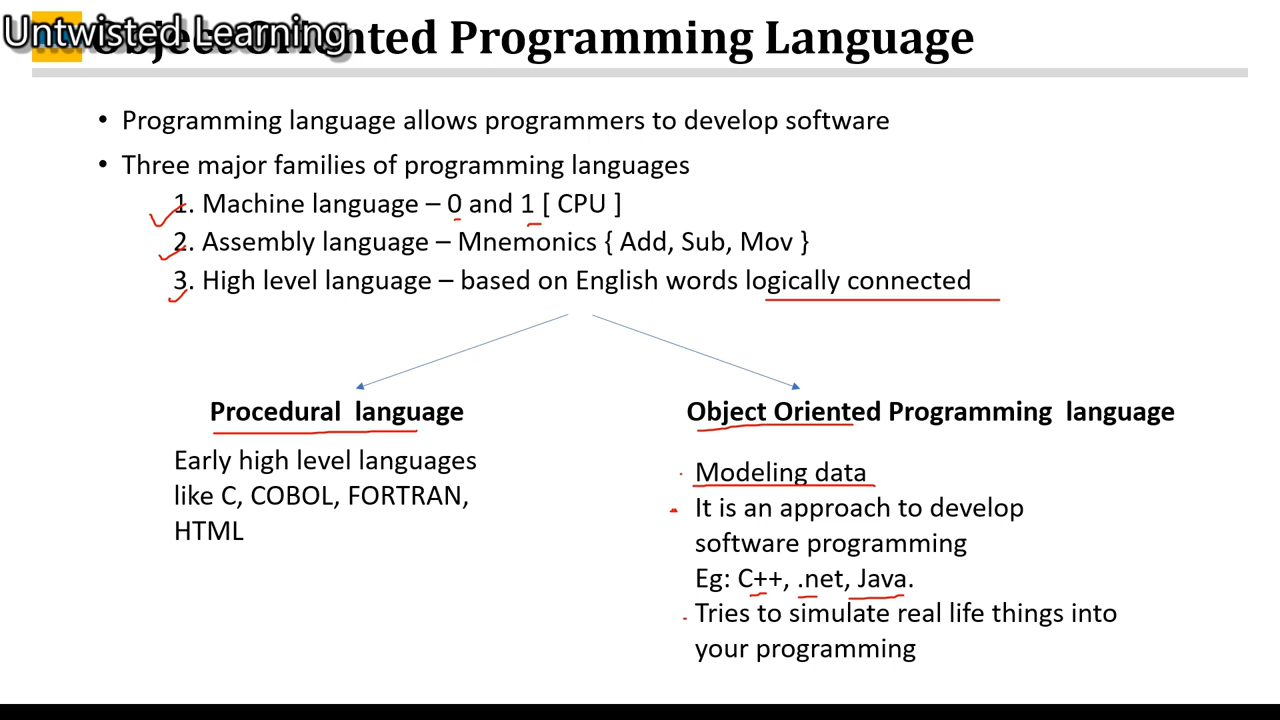 Untwisted Learning
Object Oriented Programming Language
• Programming language allows programmers to develop software
• Three major families of programming languages
1. Machine language – 0 and 1 [ CPU ]
2. Assembly language – Mnemonics { Add, Sub, Mov }
3. High level language – based on English words logically connected
Procedural language
Early high level languages
like C, COBOL, FORTRAN,
HTML
Object Oriented Programming language
Modeling data
It is an approach to develop
software programming
Eg: C++, .net, Java.
Tries to simulate real life things into
your programming